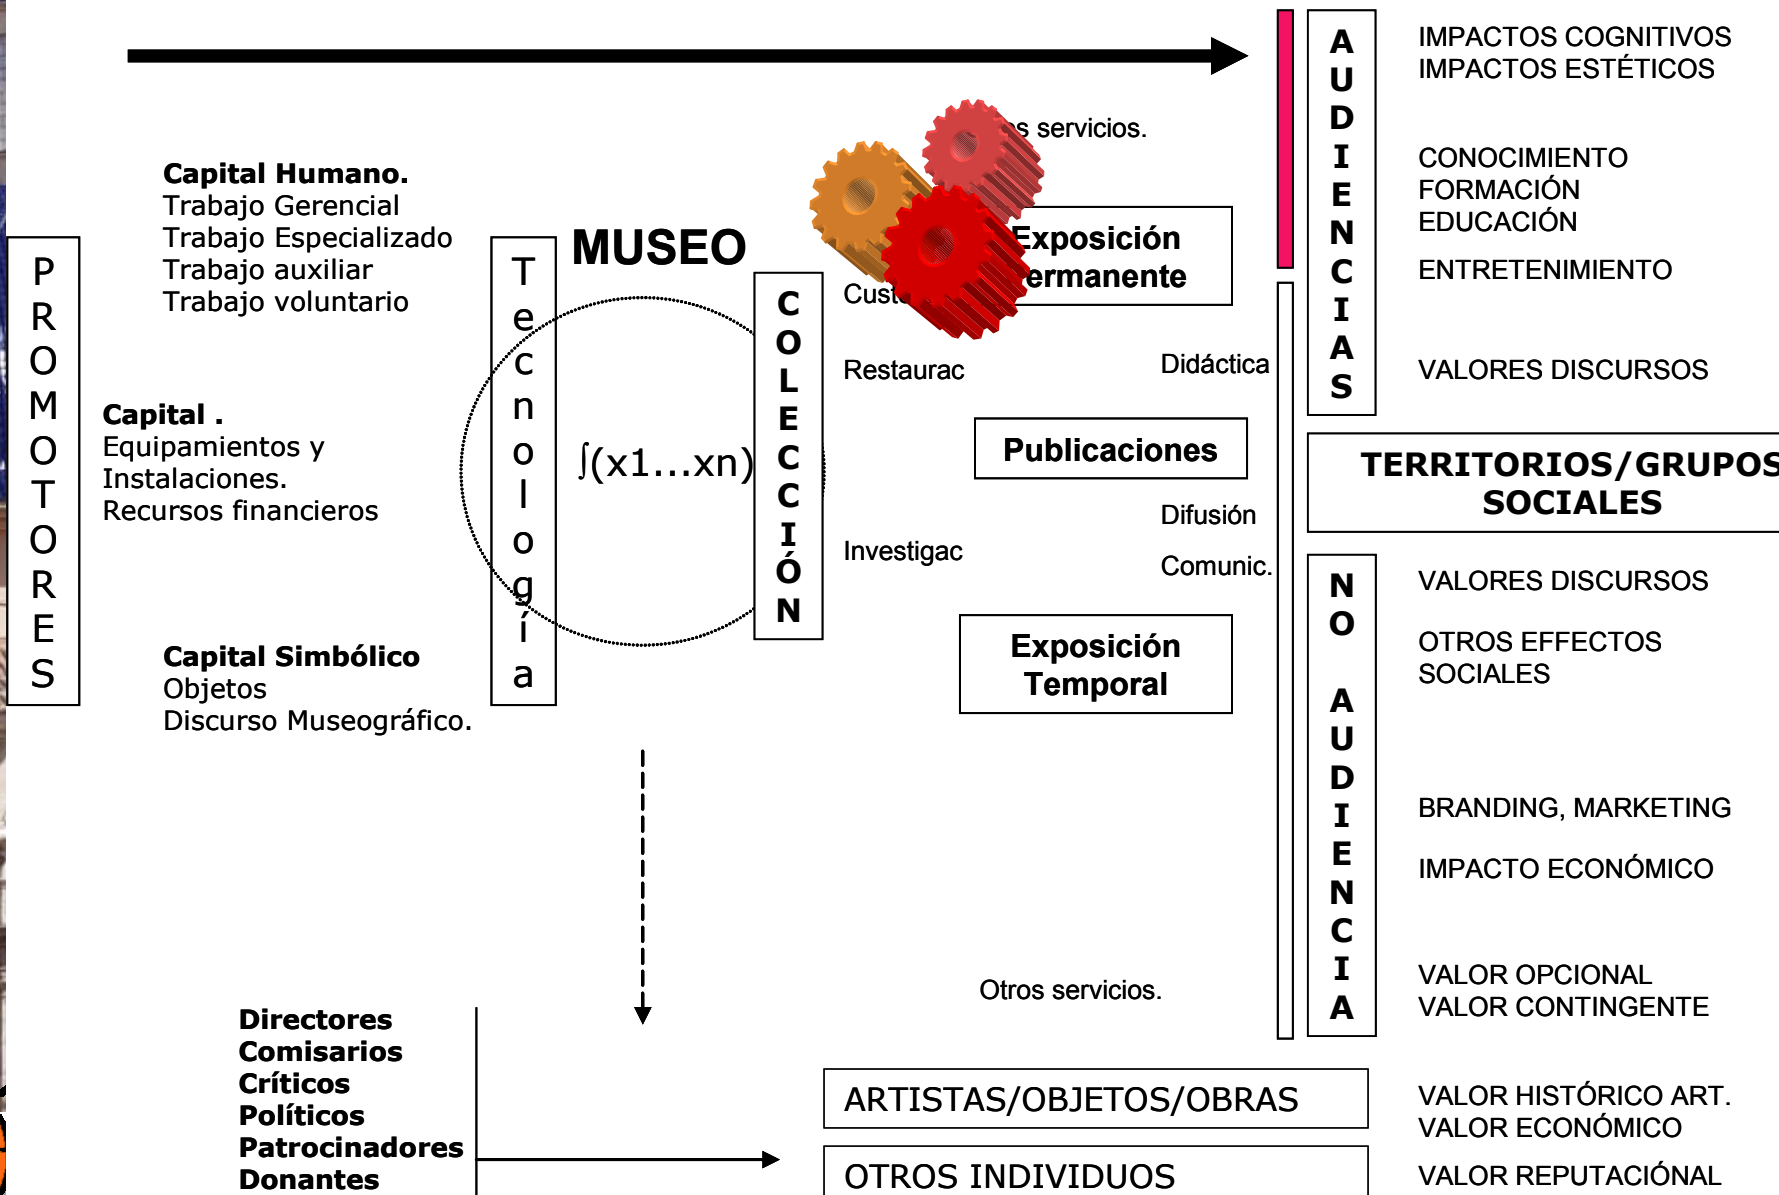 PROMOTORES
Capital Humano.
Trabajo Gerencial
Trabajo Especializado
Trabajo auxiliar
Trabajo voluntario
Capital .
Equipamientos y
Instalaciones.
Recursos financieros
Capital Simbólico
Objetos
Discurso Museográfico.
Tecnología
MUSEO
∫(x1...xn)
COLECCIÓN
servicios.
Exposición
Restaurac
Investigac
Didáctica
Publicaciones
Difusión
Comunic.
Exposición
Temporal
Otros servicios.
AUDIENCIAS
IMPACTOS COGNITIVOS
IMPACTOS ESTÉTICOS
CONOCIMIENTO
FORMACIÓN
EDUCACIÓN
ENTRETENIMIENTO
VALORES DISCURSOS
TERRITORIOS/GRUPOS
SOCIALES
NO AUDIENCIA
VALORES DISCURSOS
OTROS EFFECTOS
SOCIALES
BRANDING, MARKETING
IMPACTO ECONÓMICO
VALOR OPCIONAL
VALOR CONTINGENTE
Directores
Comisarios
Críticos
Políticos
Patrocinadores
Donantes
ARTISTAS/OBJETOS/OBRAS
OTROS INDIVIDUOS
VALOR HISTÓRICO ART.
VALOR ECONÓMICO
VALOR REPUTACIÓNAL